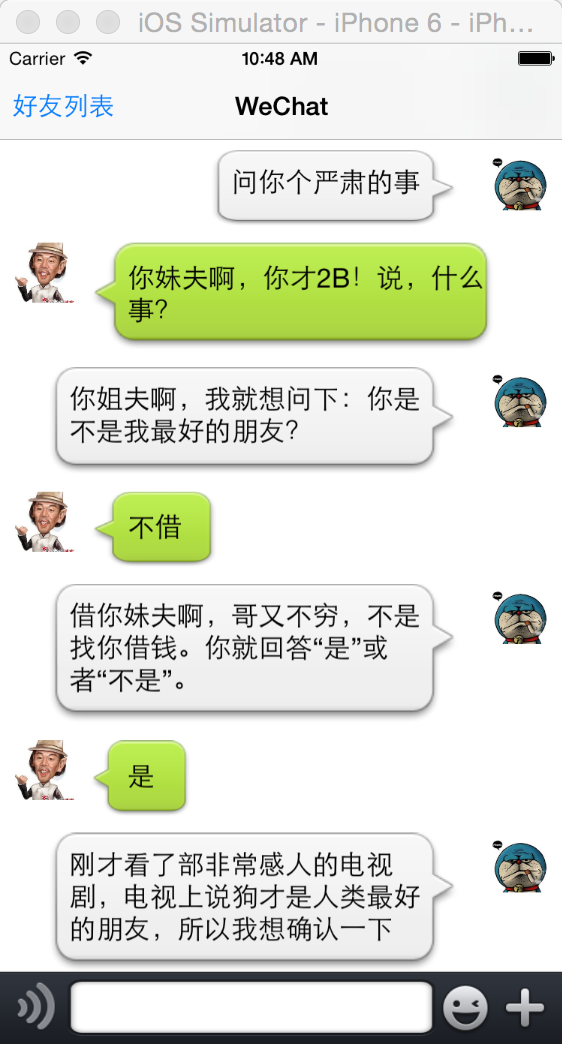 iOS Simulator - iPhone 6 - iPh...
Carrier 10:48 AM
好友列表 WeChat
问你个严肃的事
你妹夫啊，你才2B！说，什么
事？
你姐夫啊，我就想问下：你是
不是我最好的朋友？
不借
借你妹夫啊，哥又不穷，不是
找你借钱。你就回答“是”或
者“不是”。
是
刚才看了部非常感人的电视
剧，电视上说狗才是人类最好
的朋友，所以我想确认一下